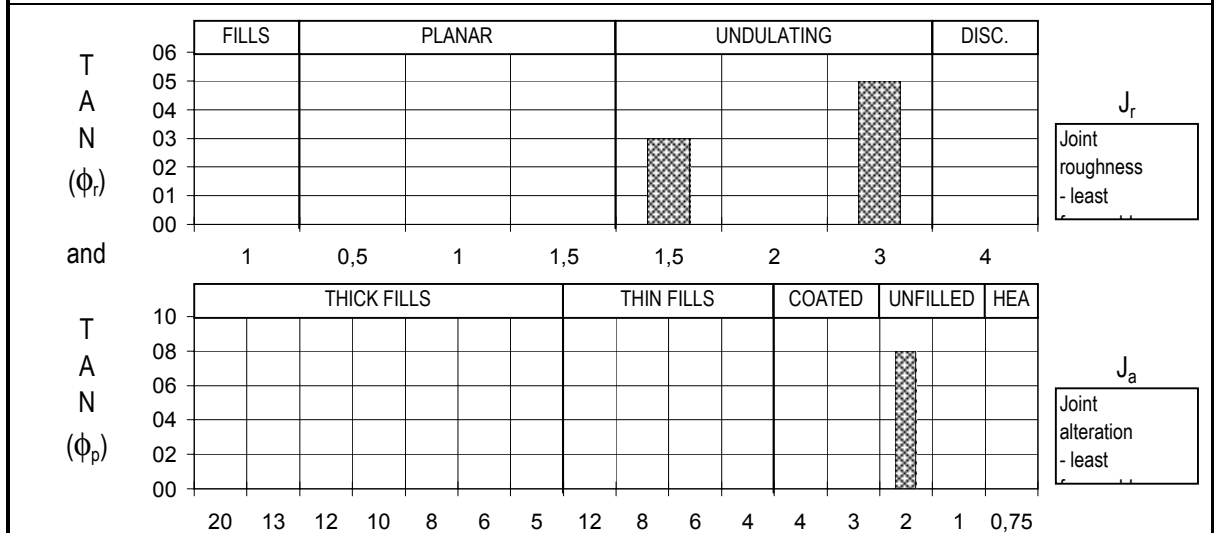 FILLS PLANAR UNDULATING DISC.
T
A
N
(ϕr)
06
05
04
03
02
01
00
1 0,5 1 1,5 1,5 2 3 4
Jr
Joint
roughness
- least
and
THICK FILLS THIN FILLS COATED UNFILLED HEA
T
A
N
(ϕp)
10
08
06
04
02
00
20 13 12 10 8 6 5 12 8 6 4 4 3 2 1 0,75
Ja
Joint
alteration
- least